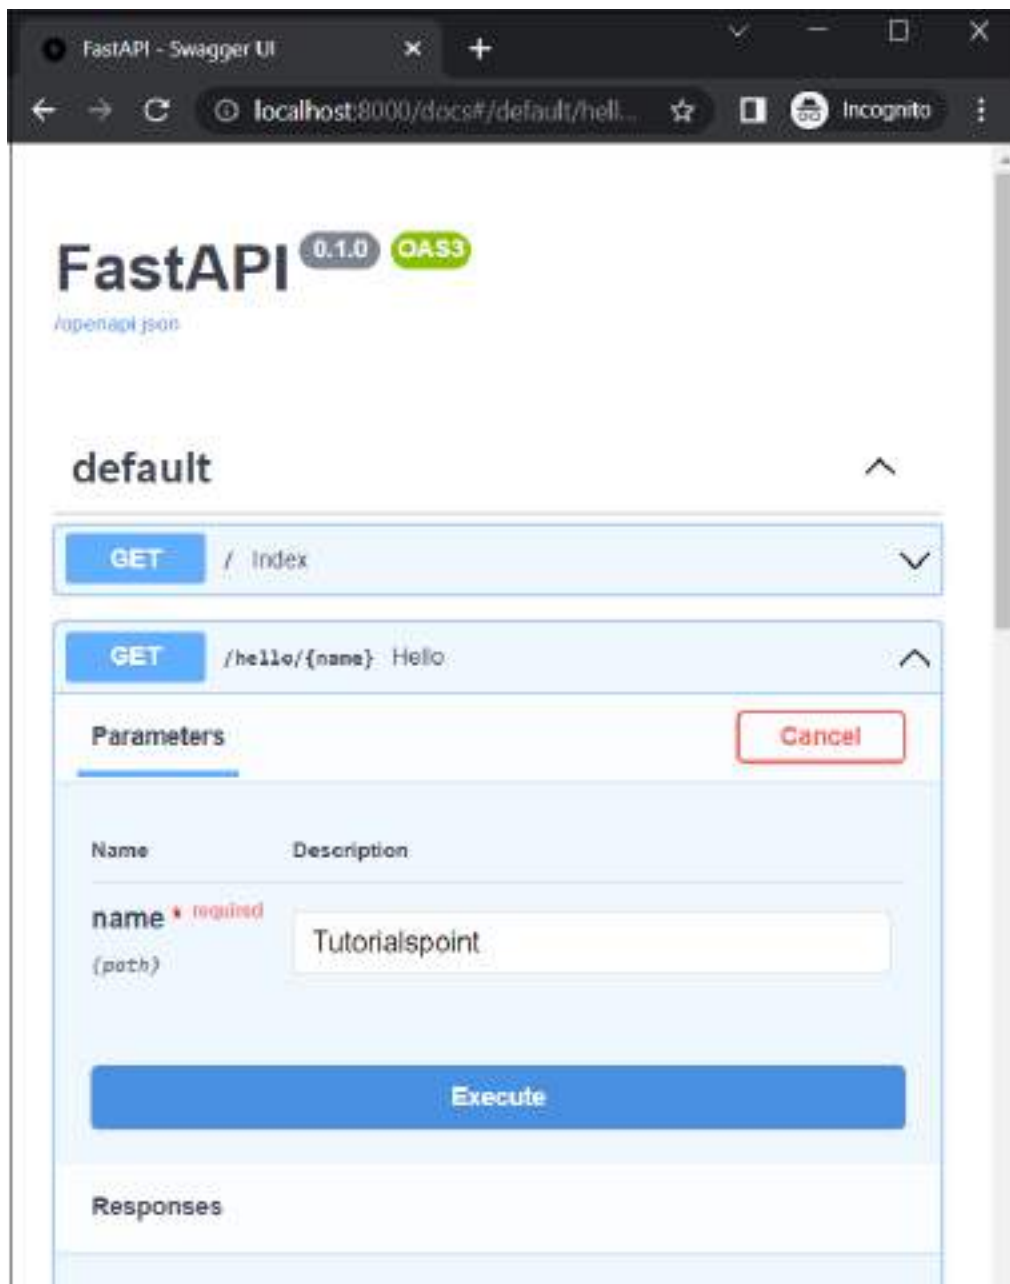 FastAPI - Swagger UI
localhost:8000/docs#/default/hell... Incognito
FastAPI 0.1.0 OAS3
/openapi.json
default
GET / Index
GET /hello/{name} Hello
Parameters Cancel
Name Description
name * required Tutorialspoint
(path)
Execute
Responses